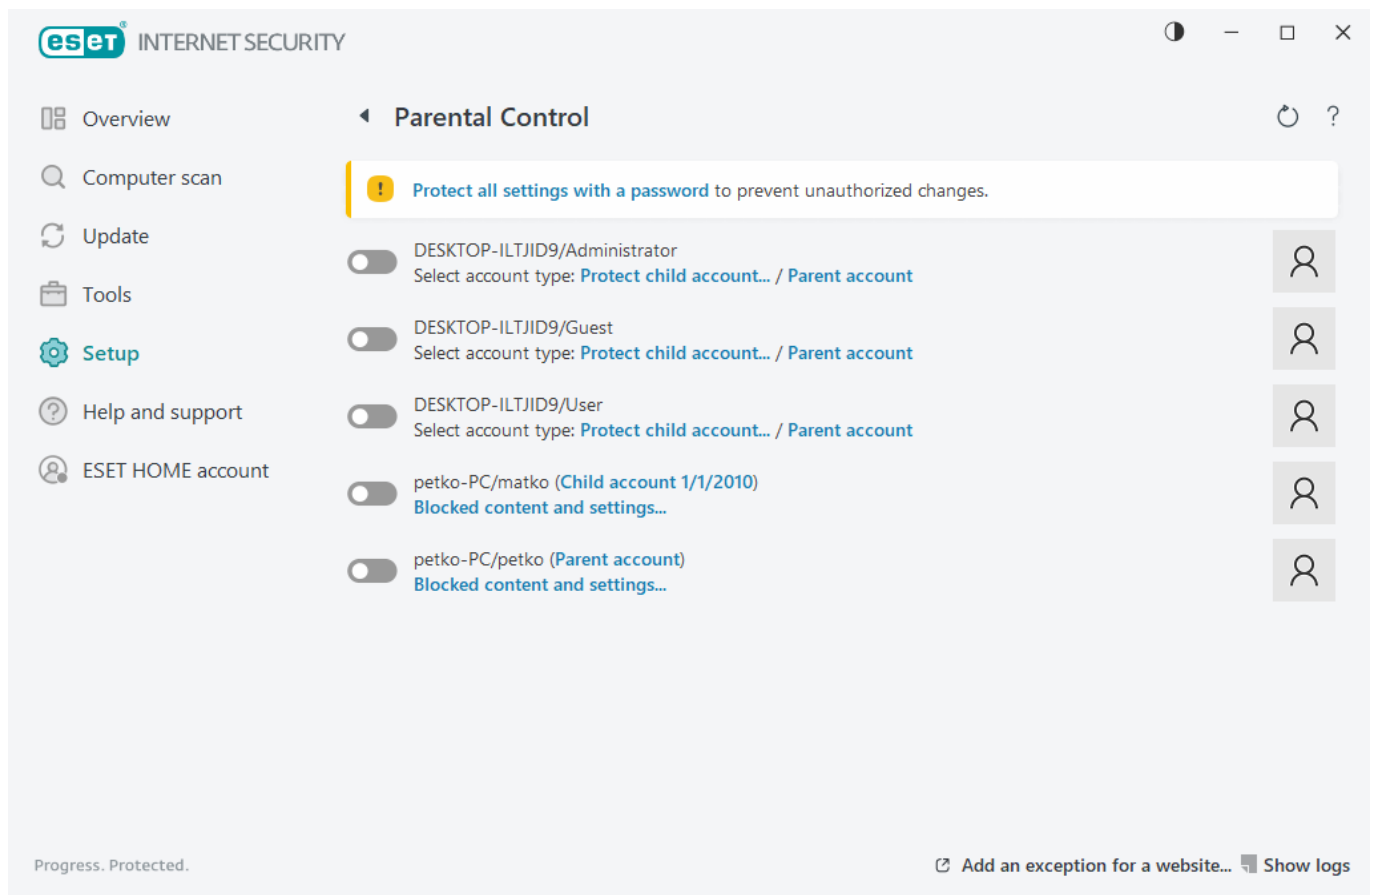 eseT® INTERNET SECURITY
Overview
Computer scan
Update
Tools
Setup
Help and support
ESET HOME account
Parental Control
?
Protect all settings with a password to prevent unauthorized changes.
DESKTOP-ILTJID9/Administrator
Select account type: Protect child account... / Parent account
DESKTOP-ILTJID9/Guest
Select account type: Protect child account... / Parent account
DESKTOP-ILTJID9/User
Select account type: Protect child account... / Parent account
petko-PC/matko (Child account 1/1/2010)
Blocked content and settings...
petko-PC/petko (Parent account)
Blocked content and settings...
Progress. Protected.
Add an exception for a website... Show logs